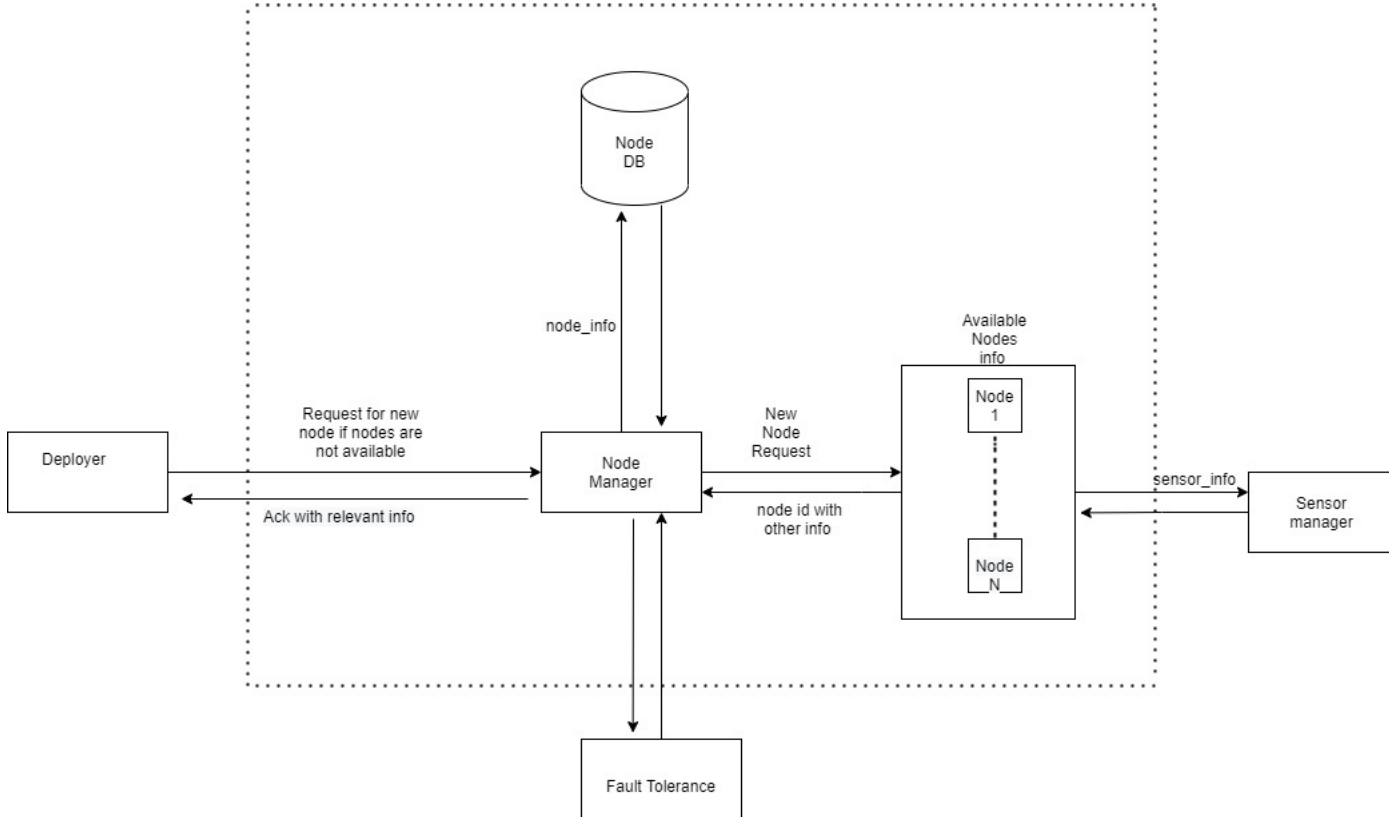 Node
DB
node_info
Available
Nodes
info
Node
1
Request for new
node if nodes are
not available
New
Node
Request
Deployer
Node
Manager
sensor_info
Ack with relevant info
node id with
other info
Sensor
manager
Node
N
Fault Tolerance